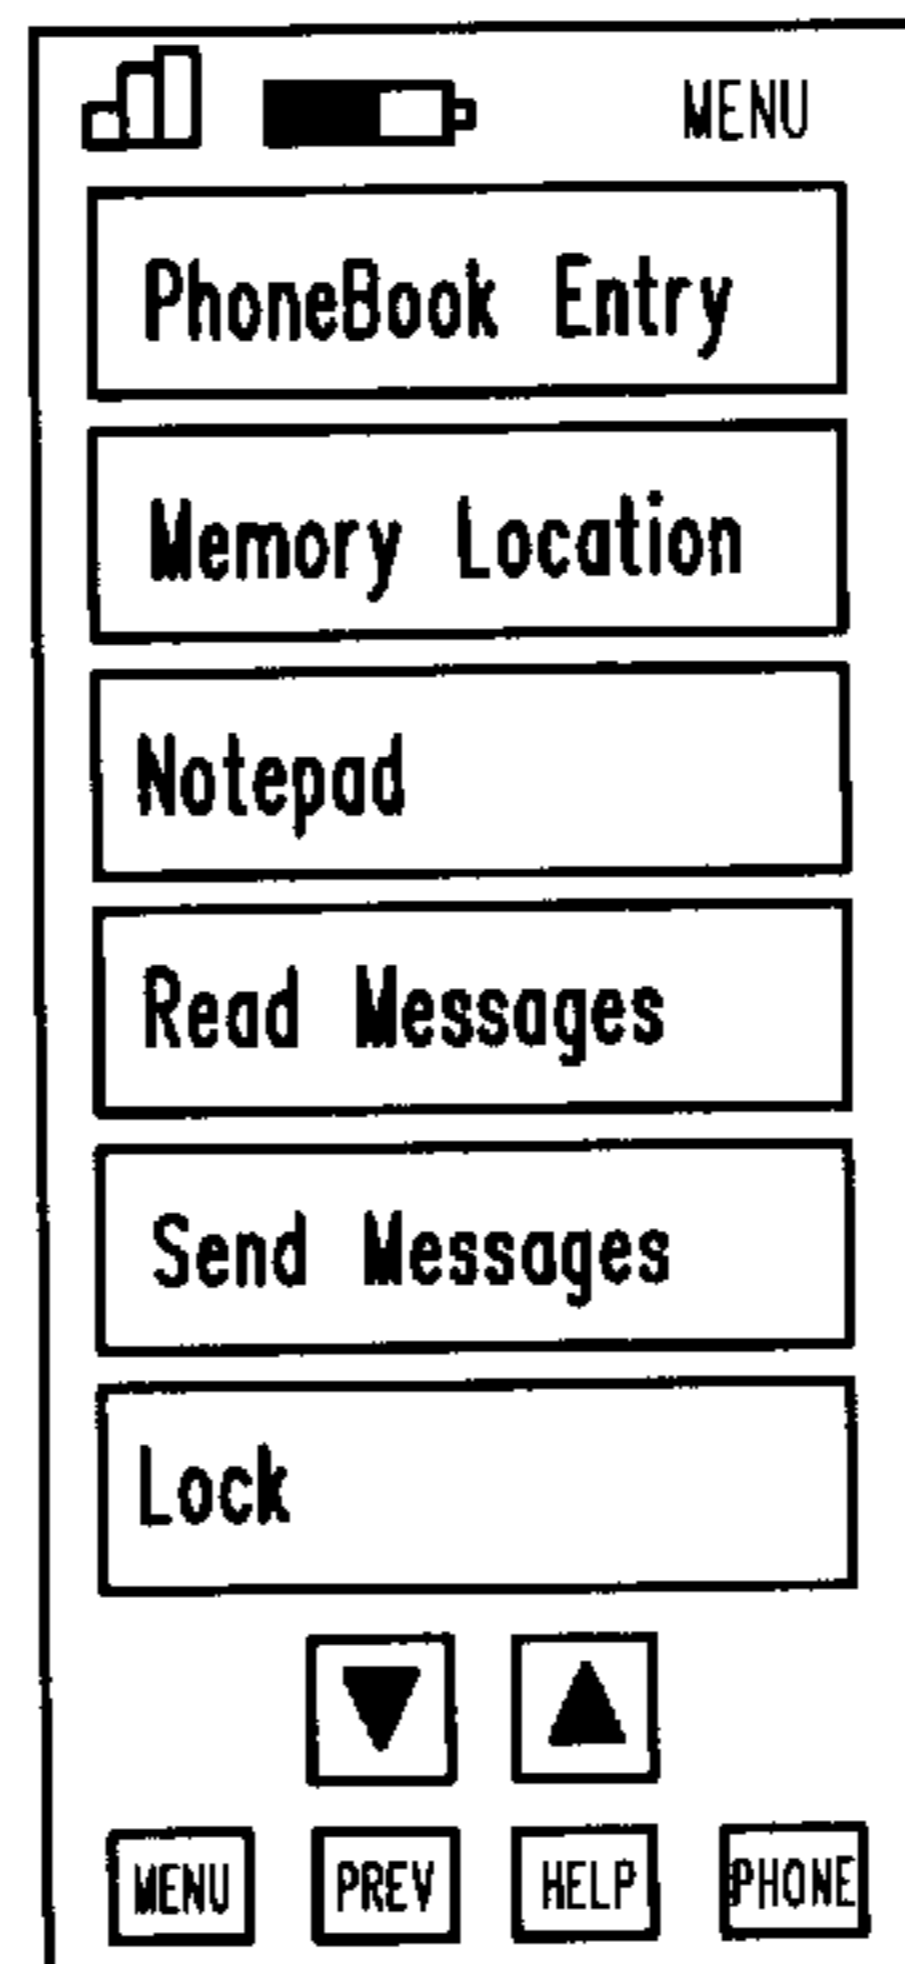 MENU
PhoneBook Entry
Memory Location
Notepad
Read Messages
Send Messages
Lock
MENU PREV HELP PHONE